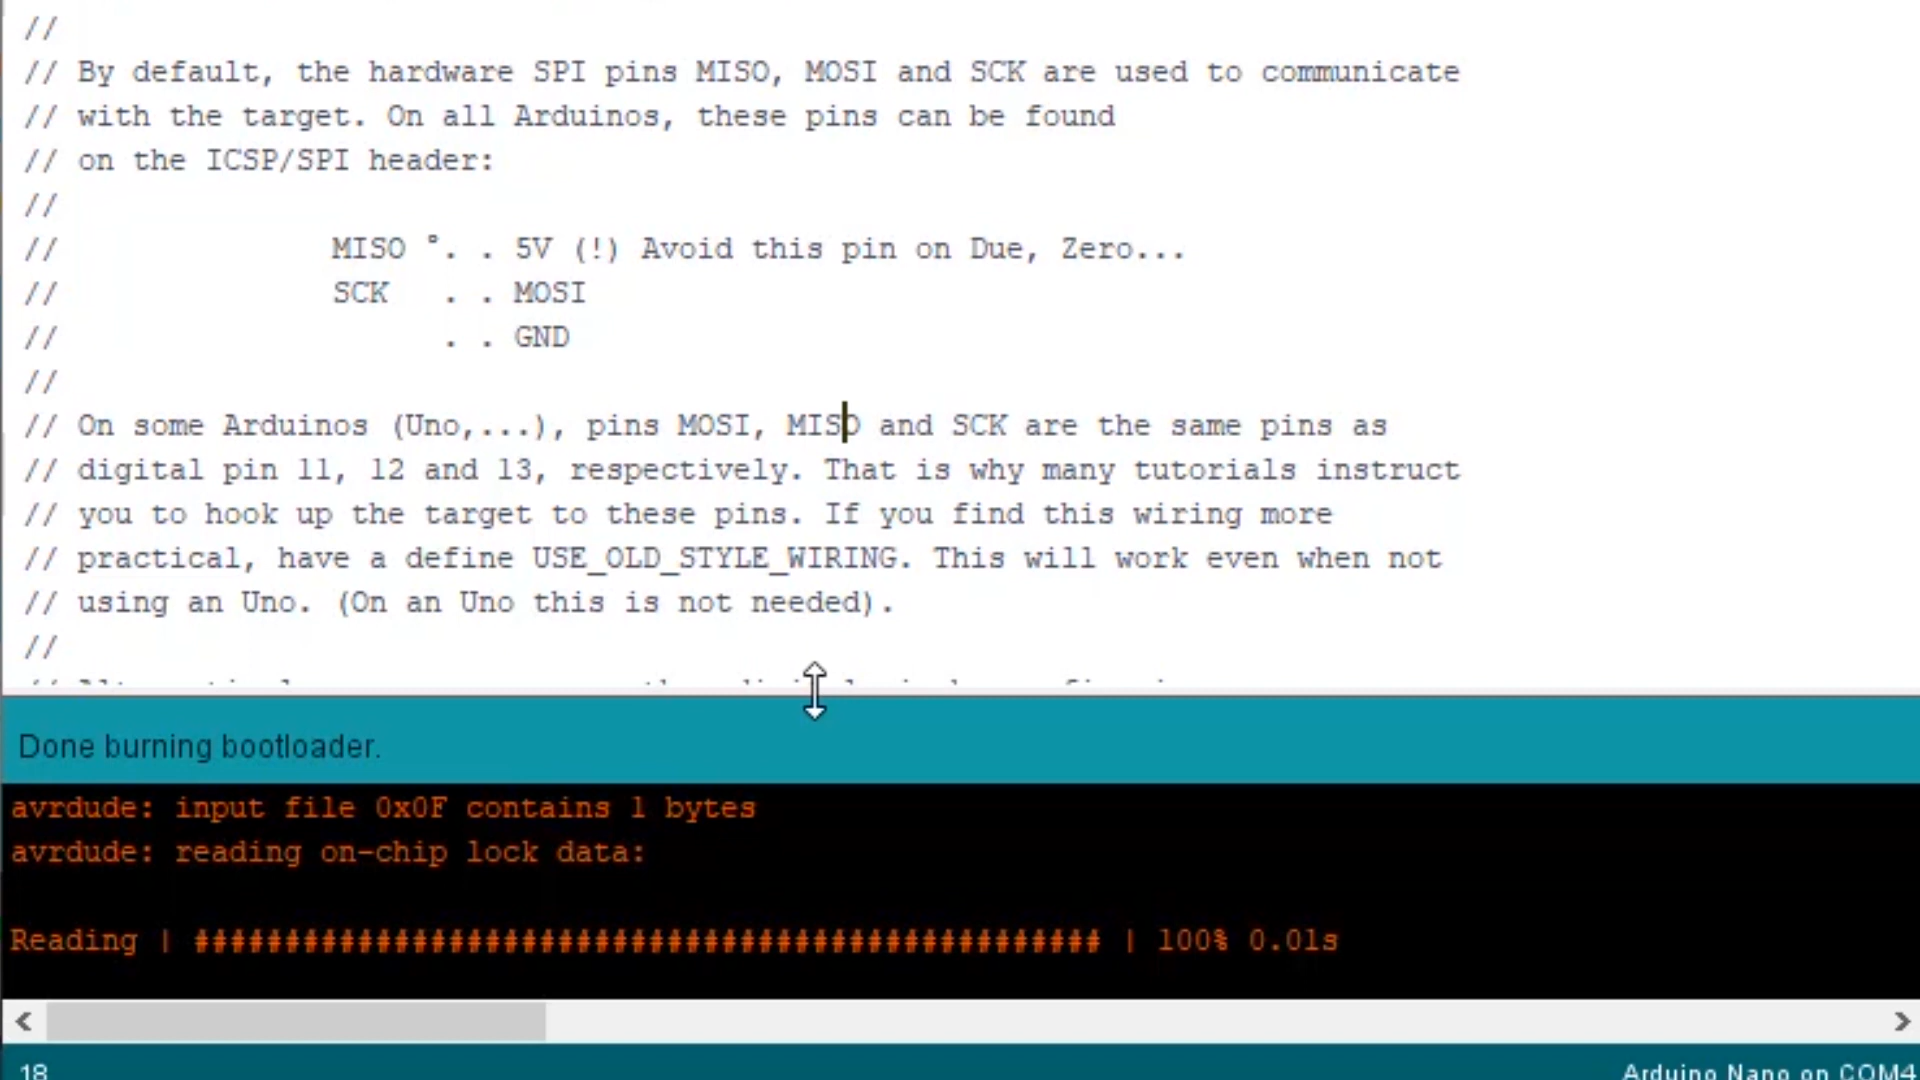 //
// By default, the hardware SPI pins MISO, MOSI and SCK are used to communicate
// with the target. On all Arduinos, these pins can be found
// on the ICSP/SPI header:
//
// MISO °. . 5V (!) Avoid this pin on Due, Zero...
// SCK . . MOSI
// . . GND
//
// On some Arduinos (Uno,...), pins MOSI, MISO and SCK are the same pins as
// digital pin 11, 12 and 13, respectively. That is why many tutorials instruct
// you to hook up the target to these pins. If you find this wiring more
// practical, have a define USE_OLD_STYLE_WIRING. This will work even when not
// using an Uno. (On an Uno this is not needed).
//
Done burning bootloader.
avrdude: input file 0x0F contains 1 bytes
avrdude: reading on-chip lock data:
Reading | ################################################## | 100% 0.01s
18
Arduino Nano on COM4